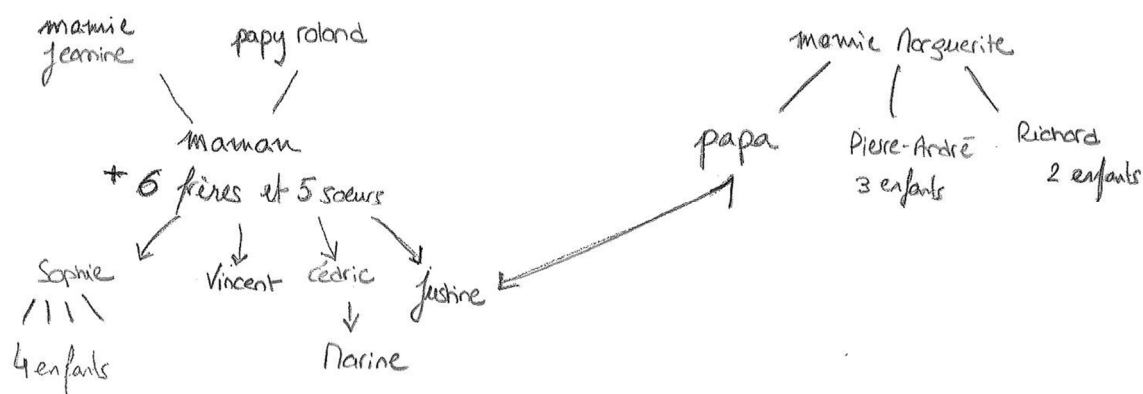 mamie
Jeannine
papy roland
mamie Marguerite
maman
+ 6 frères et 5 soeurs
papa
Pierre-André
3 enfants
Richard
2 enfants
Sophie
Vincent
Cédric
Justine
4 enfants
Marine